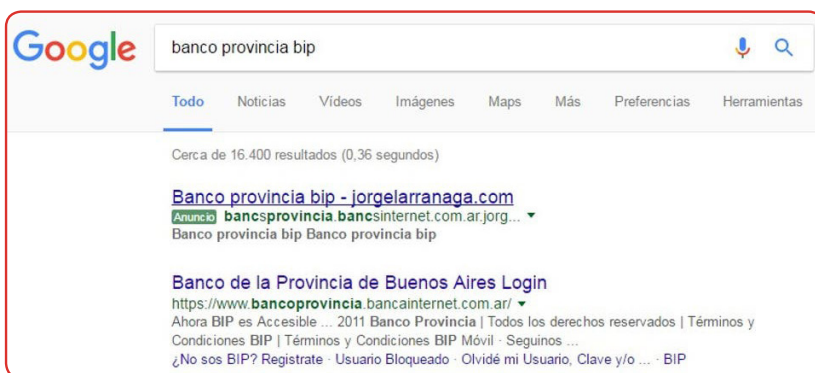 Google
banco provincia bip
Todo Noticias Vídeos Imágenes Maps Más Preferencias Herramientas
Cerca de 16.400 resultados (0,36 segundos)
Banco provincia bip - jorgelarranaga.com
Anuncio bancsprovincia.bancsinternet.com.ar.jorg...
Banco provincia bip Banco provincia bip
Banco de la Provincia de Buenos Aires Login
https://www.bancoprovincia.bancainternet.com.ar/
Ahora BIP es Accesible ... 2011 Banco Provincia | Todos los derechos reservados | Términos y
Condiciones BIP | Términos y Condiciones BIP Móvil · Seguinos ...
¿No sos BIP? Registrate · Usuario Bloqueado · Olvidé mi Usuario, Clave y/o ... · BIP